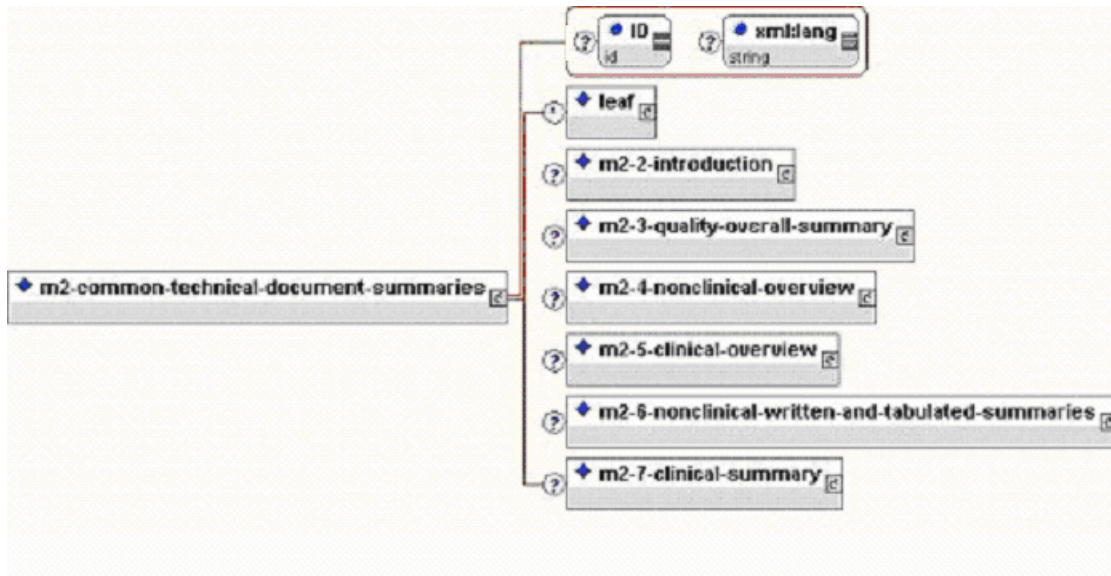 ? ID
id
? xml:lang
string
* leaf
? m2-2-introduction
? m2-3-quality-overall-summary
m2-common-technical-document-summaries
? m2-4-nonclinical-overview
? m2-5-clinical-overview
? m2-6-nonclinical-written-and-tabulated-summaries
? m2-7-clinical-summary